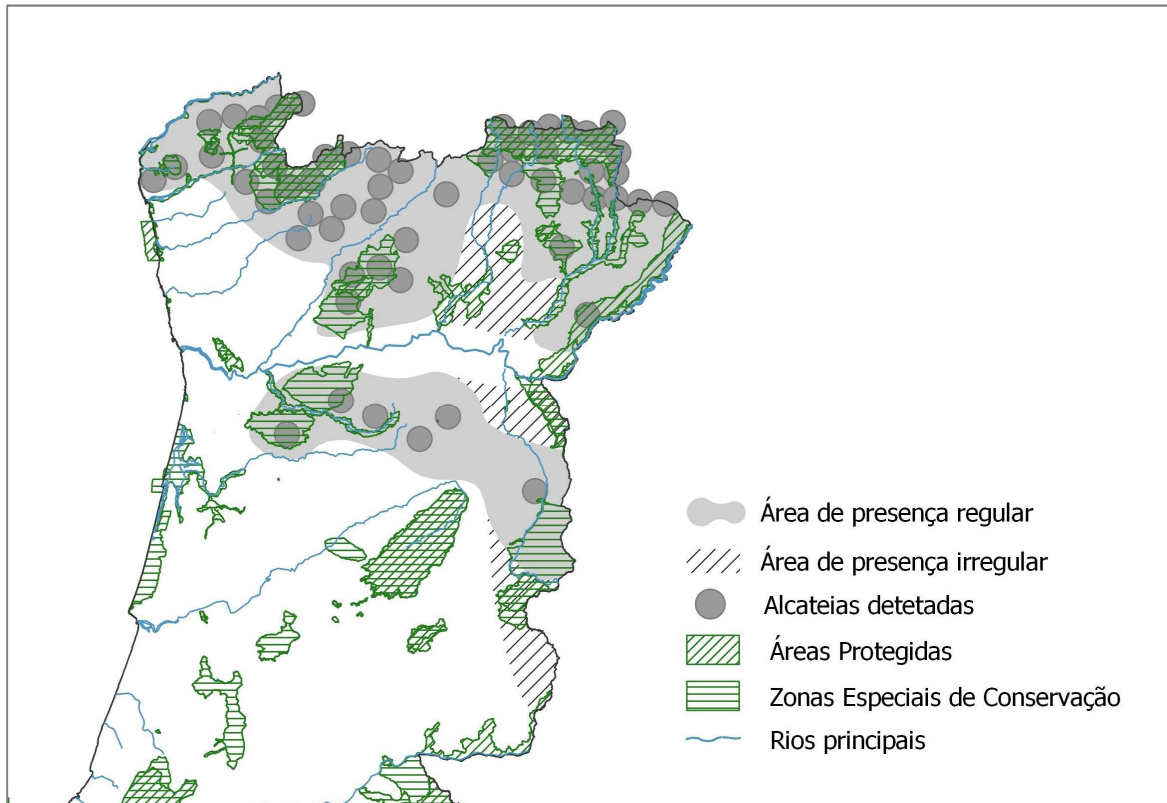 Área de presença regular
Área de presença irregular
Alcateias detetadas
Áreas Protegidas
Zonas Especiais de Conservação
Rios principais